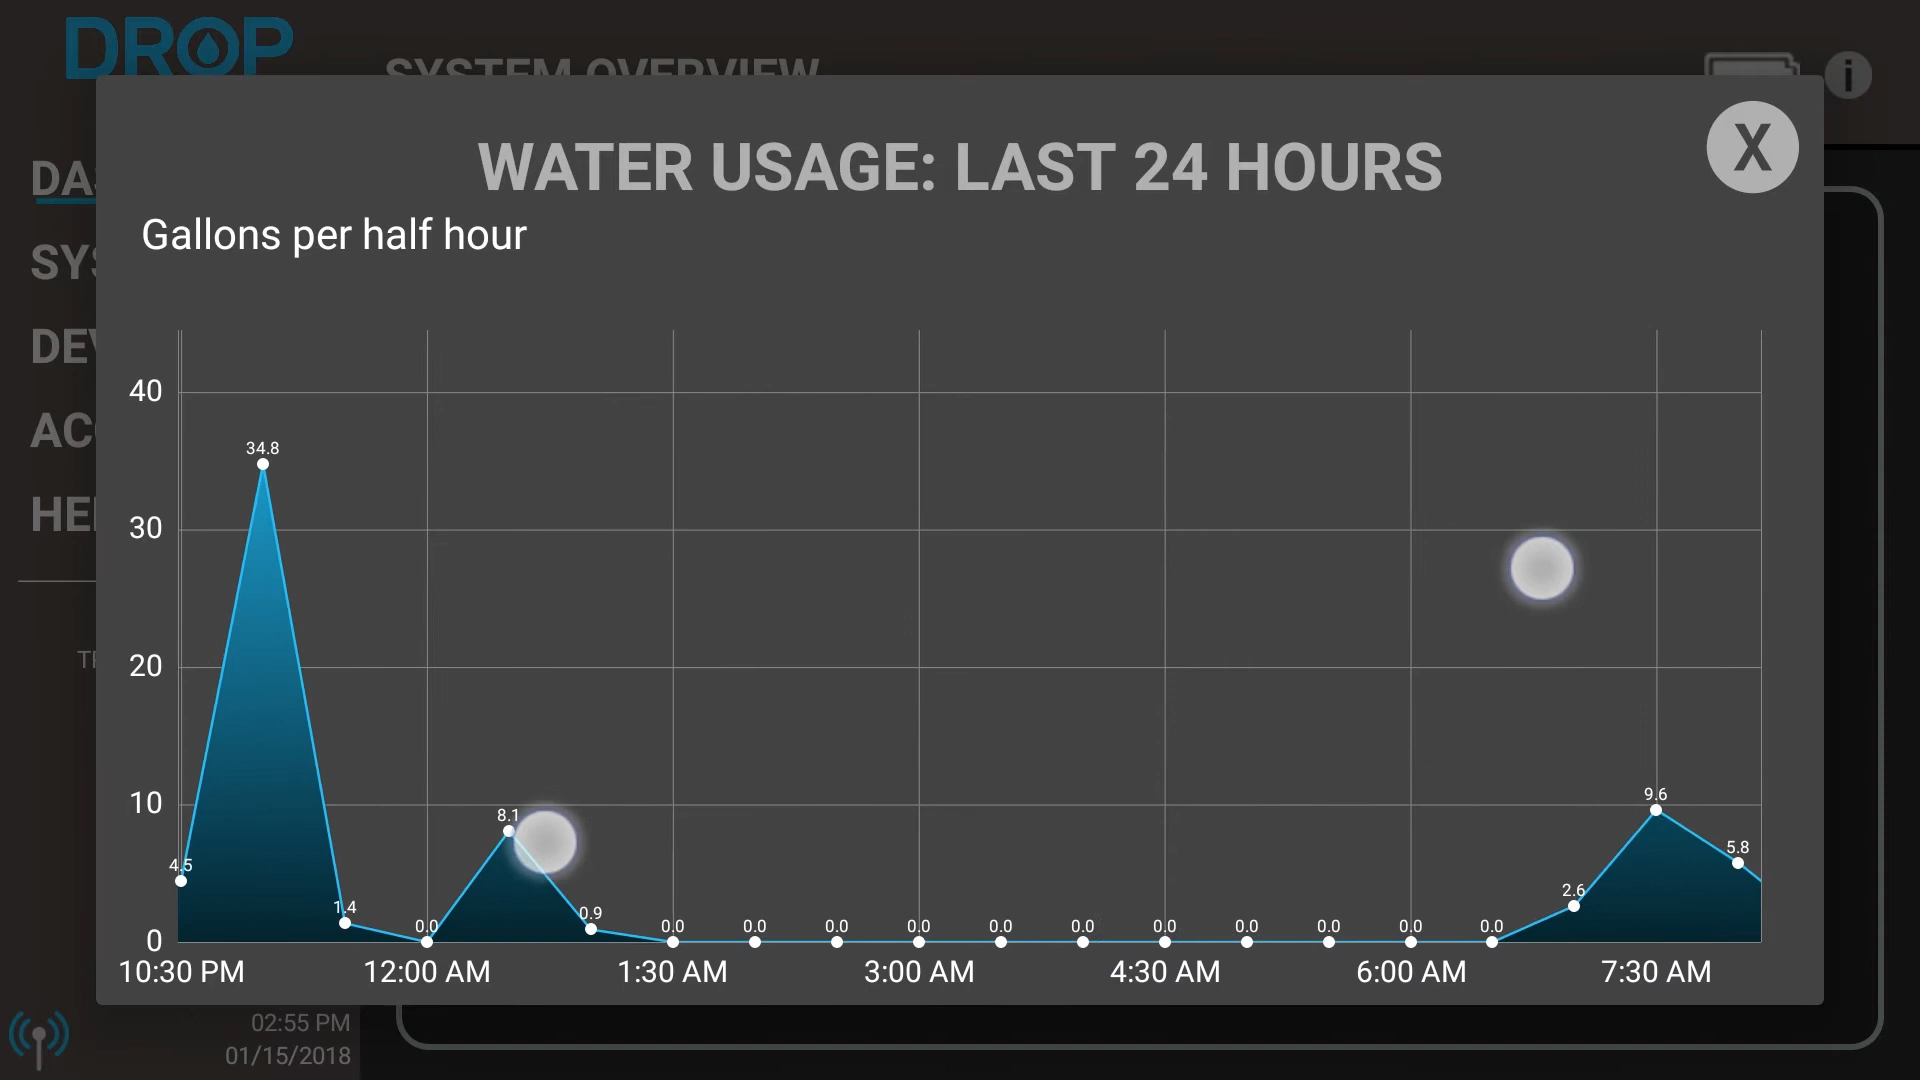 DROP
SYSTEM OVERVIEW
i
WATER USAGE: LAST 24 HOURS
X
Gallons per half hour
40
30
20
10
0
34.8
4.5
1.4
0.0
8.1
0.9
0.0
0.0
0.0
0.0
0.0
0.0
0.0
0.0
0.0
0.0
0.0
2.6
9.6
5.8
10:30 PM
12:00 AM
1:30 AM
3:00 AM
4:30 AM
6:00 AM
7:30 AM
02:55 PM
01/15/2018